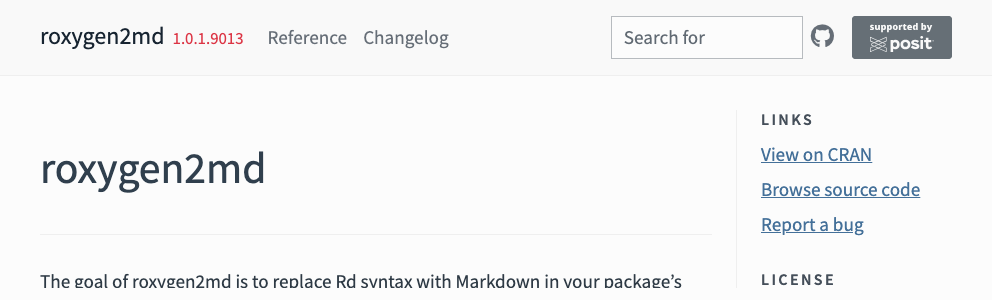 roxygen2md 1.0.1.9013 Reference Changelog Search for supported by
posit
LINKS
View on CRAN
roxygen2md
Browse source code
Report a bug
The goal of roxygen2md is to replace Rd syntax with Markdown in your package’s
LICENSE